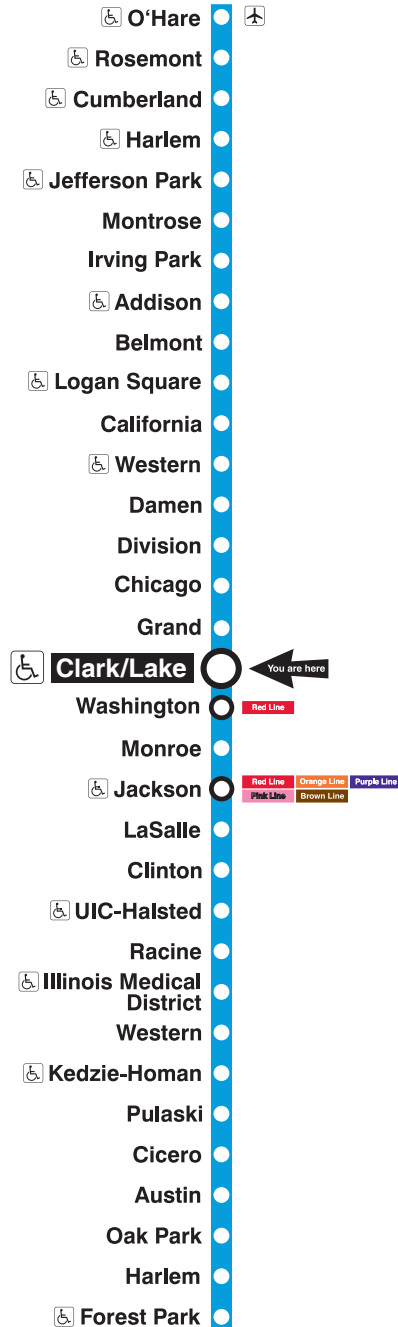 O‘Hare
Rosemont
Cumberland
Harlem
Jefferson Park
Montrose
Irving Park
Addison
Belmont
Logan Square
California
Western
Damen
Division
Chicago
Grand
Clark/Lake You are here
Washington Red Line
Monroe
Jackson Red Line Orange Line Purple Line
Pink Line Brown Line
LaSalle
Clinton
UIC-Halsted
Racine
Illinois Medical
District
Western
Kedzie-Homan
Pulaski
Cicero
Austin
Oak Park
Harlem
Forest Park